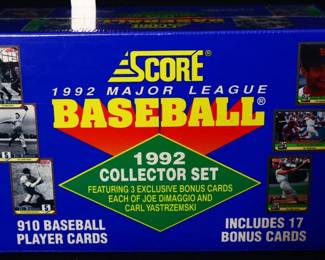 SCORE®
1992 MAJOR LEAGUE
BASEBALL®
1992
COLLECTOR SET
FEATURING 3 EXCLUSIVE BONUS CARDS
EACH OF JOE DIMAGGIO AND
CARL YASTRZEMSKI
910 BASEBALL
PLAYER CARDS
INCLUDES 17
BONUS CARDS